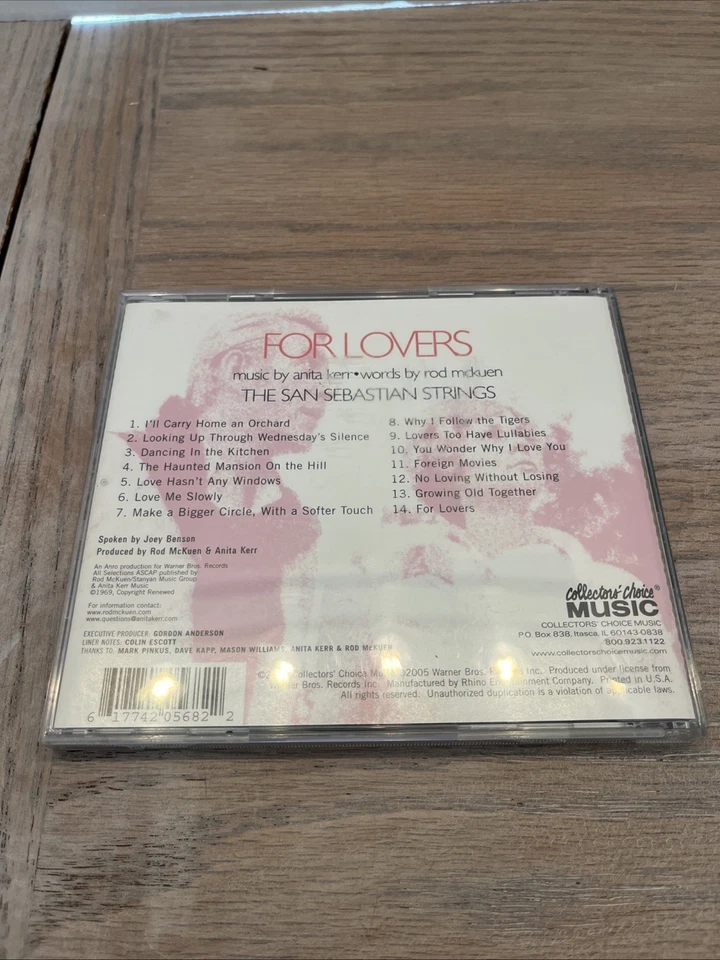 FOR LOVERS
music by anita kerr•words by rod mckuen
THE SAN SEBASTIAN STRINGS
1. I'll Carry Home an Orchard
2. Looking Up Through Wednesday's Silence
3. Dancing In the Kitchen
4. The Haunted Mansion On the Hill
5. Love Hasn't Any Windows
6. Love Me Slowly
7. Make a Bigger Circle, With a Softer Touch
8. Why I Follow the Tigers
9. Lovers Too Have Lullabies
10. You Wonder Why I Love You
11. Foreign Movies
12. No Loving Without Losing
13. Growing Old Together
14. For Lovers
Spoken by Joey Benson
Produced by Rod McKuen & Anita Kerr
An Anro production for Warner Bros. Records
All Selections ASCAP published by
Rod McKuen/Stanyan Music Group
& Anita Kerr Music
©1969, Copyright Renewed
For information contact:
www.rodmckuen.com
www.questions@anitakerr.com
EXECUTIVE PRODUCER: GORDON ANDERSON
LINER NOTES: COLIN ESCOTT
THANKS TO: MARK PINKUS, DAVE KAPP, MASON WILLIAMS, ANITA KERR & ROD McKUEN
Collectors' Choice®
MUSIC
COLLECTORS' CHOICE MUSIC
P.O. Box 838, Itasca, IL 60143-0838
800.923.1122
www.collectorschoicemusic.com
Collectors' Choice ©2005 Warner Bros. Inc. Produced under license from
Warner Bros. Records Inc. Manufactured by Rhino Entertainment Company. Printed in U.S.A.
All rights reserved. Unauthorized duplication is a violation of applicable laws.
6 17742 05682 2